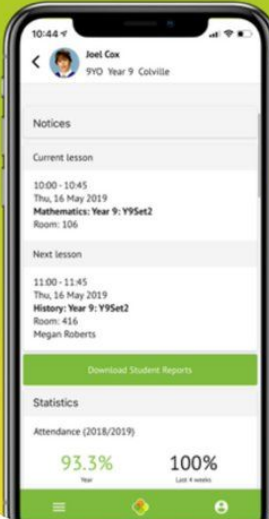 10:44
Joel Cox
9YO Year 9 Colville
Notices
Current lesson
10:00 - 10:45
Thu, 16 May 2019
Mathematics: Year 9: Y9Set2
Room: 106
Next lesson
11:00 - 11:45
Thu, 16 May 2019
History: Year 9: Y9Set2
Room: 416
Megan Roberts
Download Student Reports
Statistics
Attendance (2018/2019)
93.3% 100%
Year Last 4 weeks